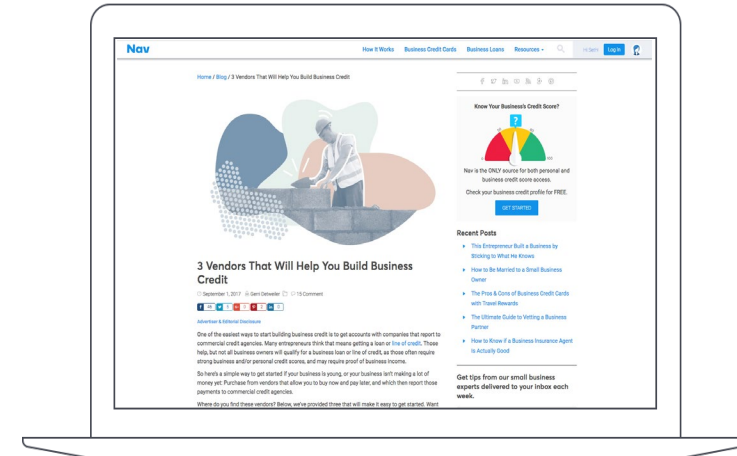 Nav
How It Works Business Credit Cards Business Loans Resources
Log In
Home / Blog / 3 Vendors That Will Help You Build Business Credit
Know Your Business's Credit Score?
?
0
100
Nav is the ONLY source for both personal and
business credit score access.
Check your business credit profile for FREE.
GET STARTED
Recent Posts
This Entrepreneur Built a Business by
Sticking to What He Knows
How to Be Married to a Small Business
Owner
The Pros & Cons of Business Credit Cards
with Travel Rewards
The Ultimate Guide to Vetting a Business
Partner
How to Know if a Business Insurance Agent
is Actually Good
Get tips from our small business
experts delivered to your inbox each
week.
3 Vendors That Will Help You Build Business
Credit
September 1, 2017 Gerri Detweiler 15 Comment
Advertiser & Editorial Disclosure
One of the easiest ways to start building business credit is to get accounts with companies that report to
commercial credit agencies. Many entrepreneurs think that means getting a loan or line of credit. Those
help, but not all business owners will qualify for a business loan or line of credit, as those often require
strong business and/or personal credit scores, and may require proof of business income.
So here's a simple way to get started if your business is young, or your business isn't making a lot of
money yet: Purchase from vendors that allow you to buy now and pay later, and which then report those
payments to commercial credit agencies.
Where do you find these vendors? Below, we've provided three that will make it easy to get started. Want